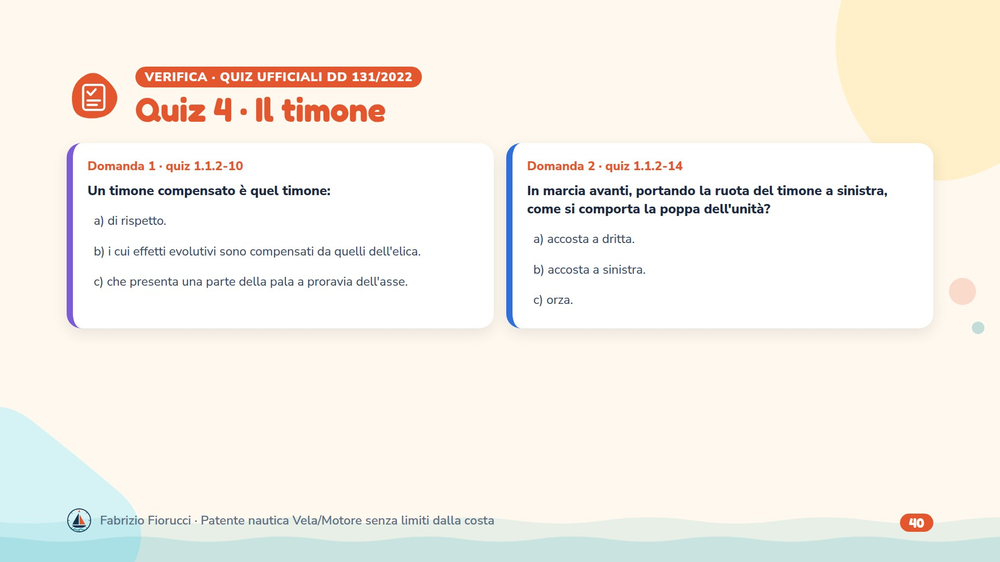 VERIFICA · QUIZ UFFICIALI DD 131/2022
Quiz 4 · Il timone
Domanda 1 · quiz 1.1.2-10
Un timone compensato è quel timone:
a) di rispetto.
b) i cui effetti evolutivi sono compensati da quelli dell'elica.
c) che presenta una parte della pala a proravia dell'asse.
Domanda 2 · quiz 1.1.2-14
In marcia avanti, portando la ruota del timone a sinistra,
come si comporta la poppa dell'unità?
a) accosta a dritta.
b) accosta a sinistra.
c) orza.
Fabrizio Fiorucci · Patente nautica Vela/Motore senza limiti dalla costa
40